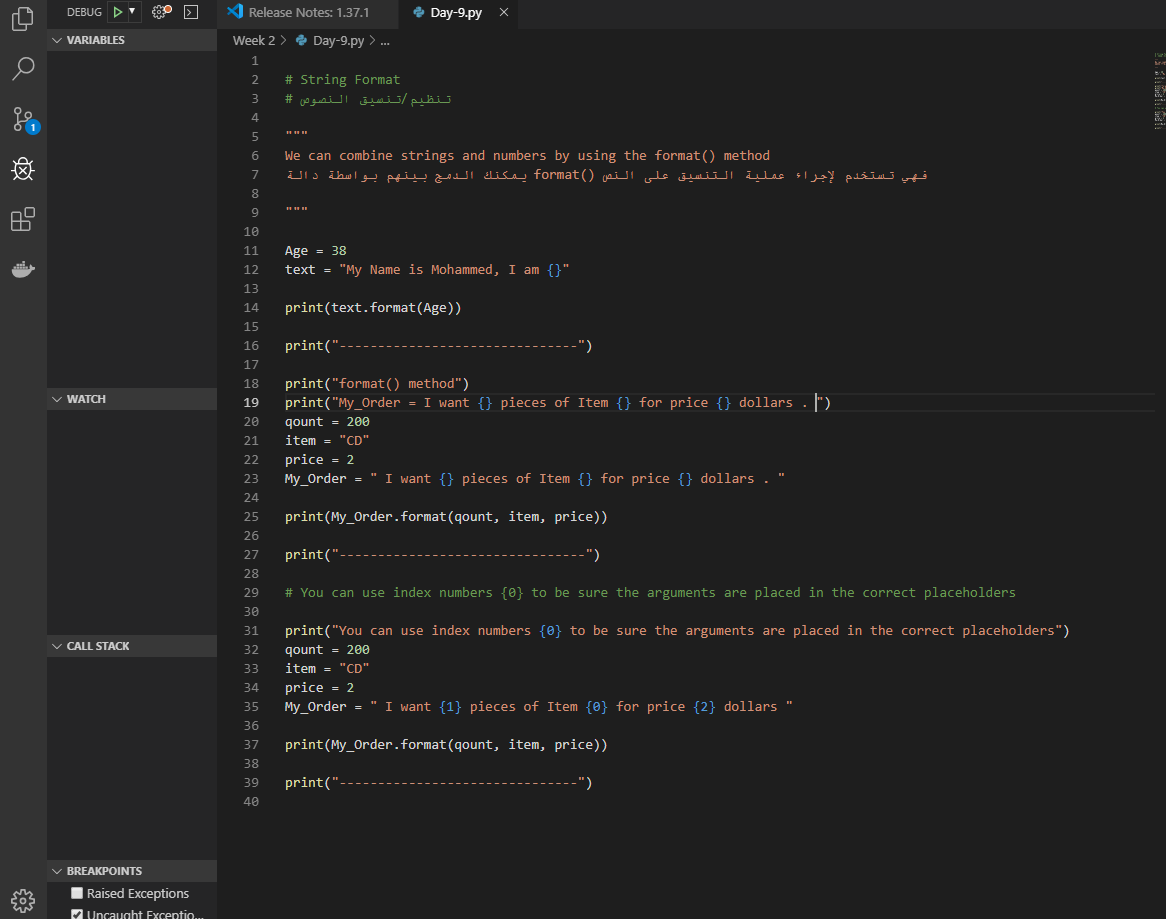 DEBUG
Release Notes: 1.37.1
Day-9.py
VARIABLES
WATCH
CALL STACK
BREAKPOINTS
Raised Exceptions
Uncaught Exceptio...
1
Week 2 > Day-9.py > ...
1
2 # String Format
3 # تنظيم/تنسيق النصوص
4
5 """
6 We can combine strings and numbers by using the format() method
7 يمكنك الدمج بينهم بواسطة دالة format() فهي تستخدم لإجراء عملية التنسيق على النص
8
9 """
10
11 Age = 38
12 text = "My Name is Mohammed, I am {}"
13
14 print(text.format(Age))
15
16 print("-------------------------------")
17
18 print("format() method")
19 print("My_Order = I want {} pieces of Item {} for price {} dollars . ")
20 qount = 200
21 item = "CD"
22 price = 2
23 My_Order = " I want {} pieces of Item {} for price {} dollars . "
24
25 print(My_Order.format(qount, item, price))
26
27 print("--------------------------------")
28
29 # You can use index numbers {0} to be sure the arguments are placed in the correct placeholders
30
31 print("You can use index numbers {0} to be sure the arguments are placed in the correct placeholders")
32 qount = 200
33 item = "CD"
34 price = 2
35 My_Order = " I want {1} pieces of Item {0} for price {2} dollars "
36
37 print(My_Order.format(qount, item, price))
38
39 print("-------------------------------")
40